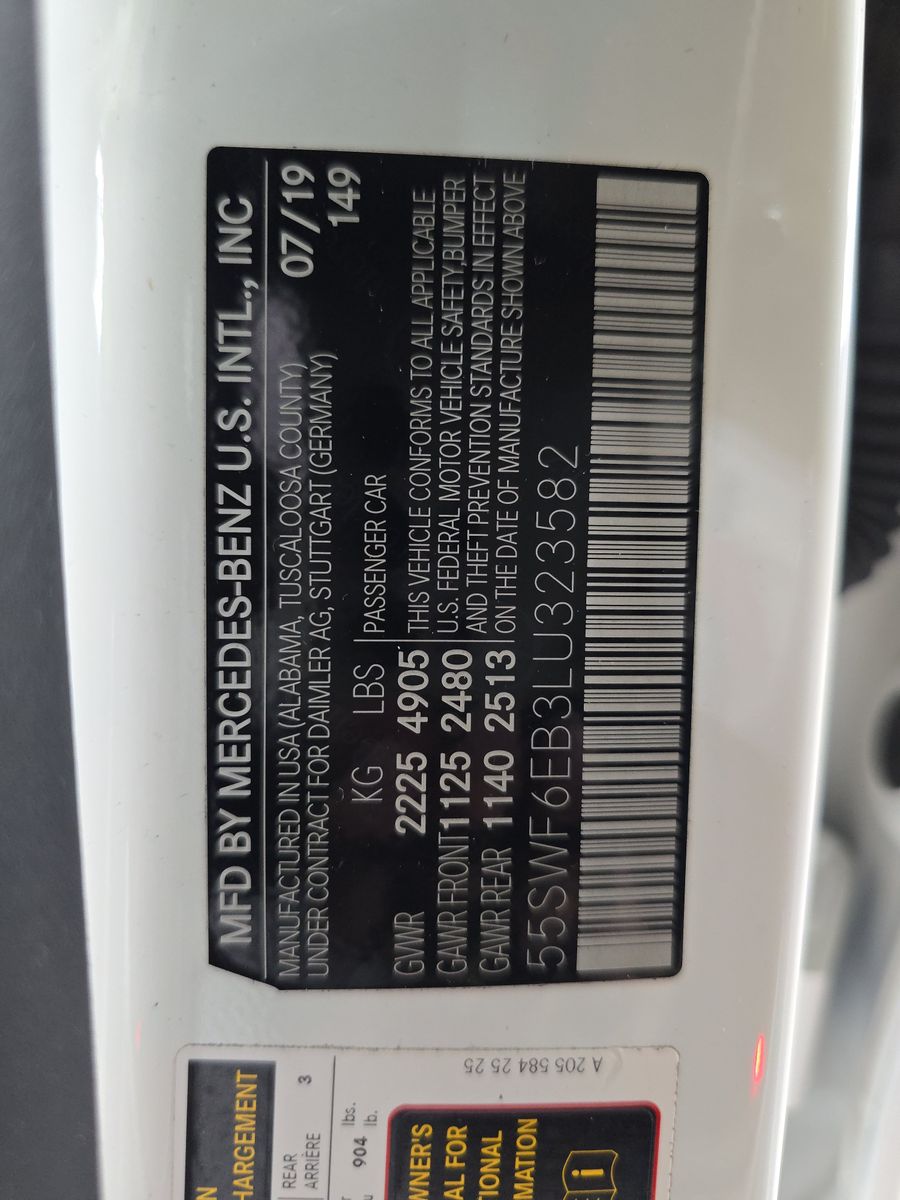 MFD BY MERCEDES-BENZ U.S. INTL., INC
MANUFACTURED IN USA (ALABAMA, TUSCALOOSA COUNTY) 07/19
UNDER CONTRACT FOR DAIMLER AG, STUTTGART (GERMANY) 149
KG LBS PASSENGER CAR
GVWR 2225 4905 THIS VEHICLE CONFORMS TO ALL APPLICABLE
GAWR FRONT 1125 2480 U.S. FEDERAL MOTOR VEHICLE SAFETY, BUMPER
GAWR REAR 1140 2513 AND THEFT PREVENTION STANDARDS IN EFFECT
ON THE DATE OF MANUFACTURE SHOWN ABOVE
55SWF6EB3LU323582
N
HARGEMENT
REAR
ARRIÈRE 3
904 lbs.
lb.
A 205 584 25 25
WNER'S
AL FOR
TIONAL
MATION
i